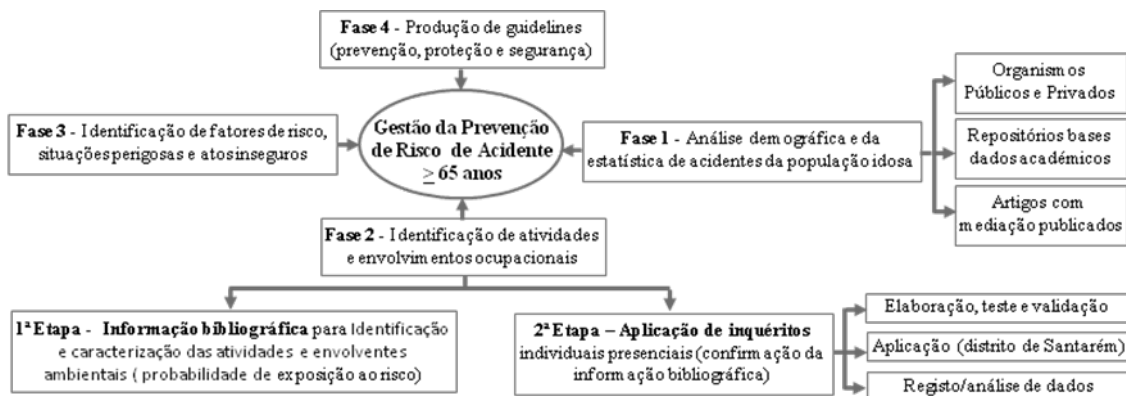 Fase 4 - Produção de guidelines
(prevenção, proteção e segurança)
Fase 3 - Identificação de fatores de risco,
situações perigosas e atos inseguros
Gestão da Prevenção
de Risco de Acidente
≥ 65 anos
Fase 1 - Análise demográfica e da
estatística de acidentes da população idosa
Organismos
Públicos e Privados
Repositórios bases
dados académicos
Artigos com
mediação publicados
Fase 2 - Identificação de atividades
e envolvimentos ocupacionais
1ª Etapa - Informação bibliográfica para Identificação
e caracterização das atividades e envolventes
ambientais ( probabilidade de exposição ao risco)
2ª Etapa – Aplicação de inquéritos
individuais presenciais (confirmação da
informação bibliográfica)
Elaboração, teste e validação
Aplicação (distrito de Santarém)
Registo/análise de dados